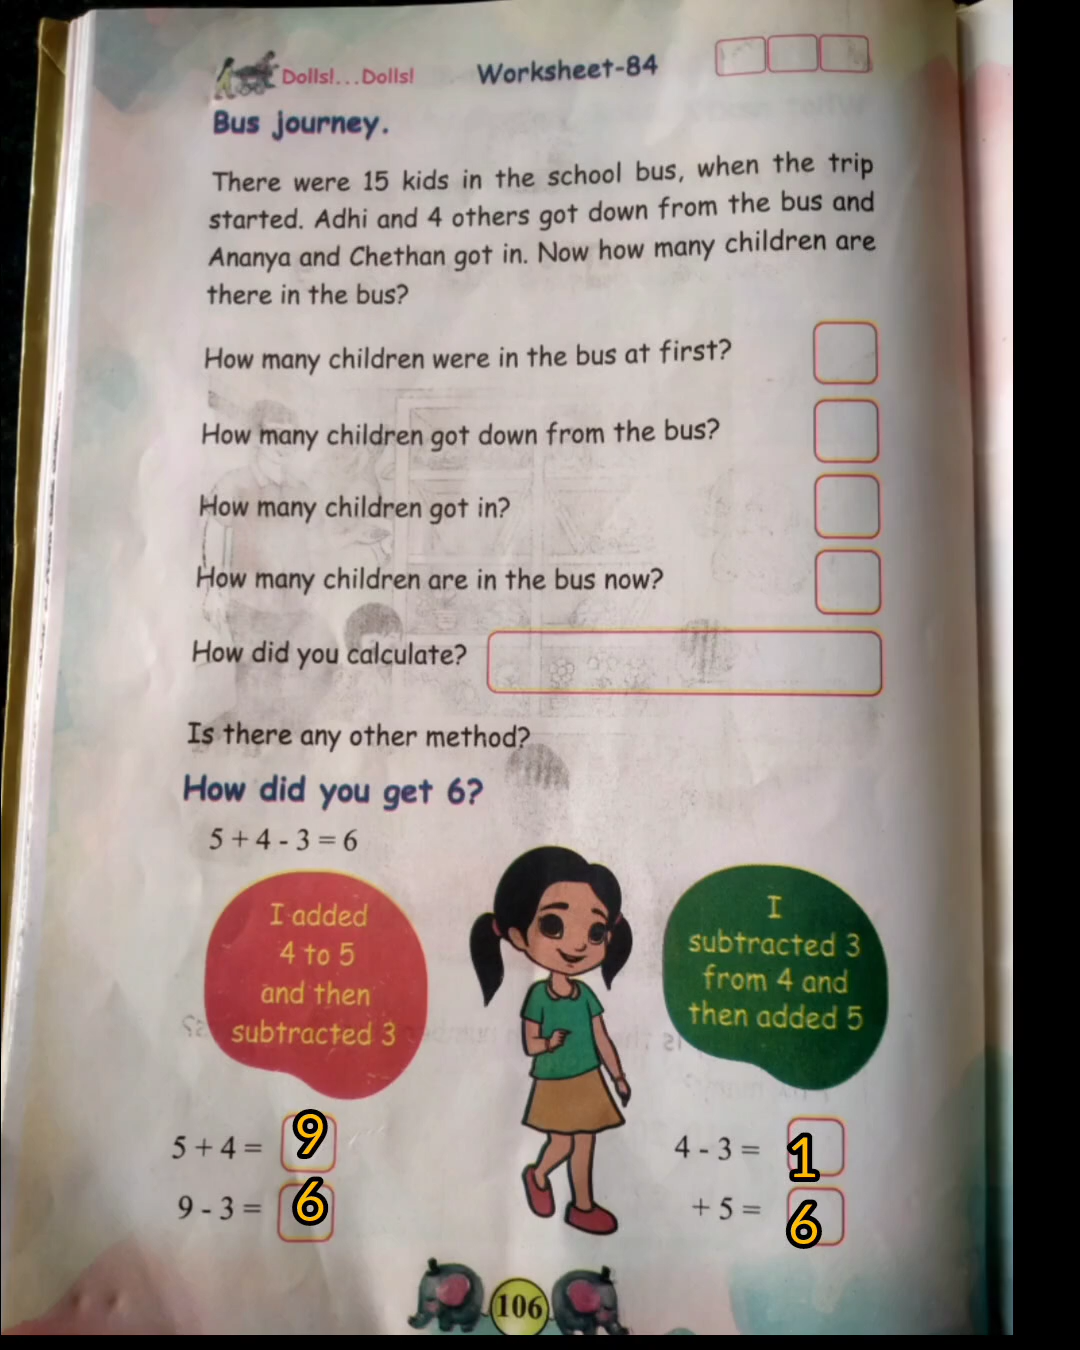 Dolls!...Dolls!
Worksheet-84
Bus journey.
There were 15 kids in the school bus, when the trip
started. Adhi and 4 others got down from the bus and
Ananya and Chethan got in. Now how many children are
there in the bus?
How many children were in the bus at first?
How many children got down from the bus?
How many children got in?
How many children are in the bus now?
How did you calculate?
Is there any other method?
How did you get 6?
5 + 4 - 3 = 6
I added
4 to 5
and then
subtracted 3
I
subtracted 3
from 4 and
then added 5
5 + 4 = 9
9 - 3 = 6
4 - 3 = 1
+ 5 = 6
106